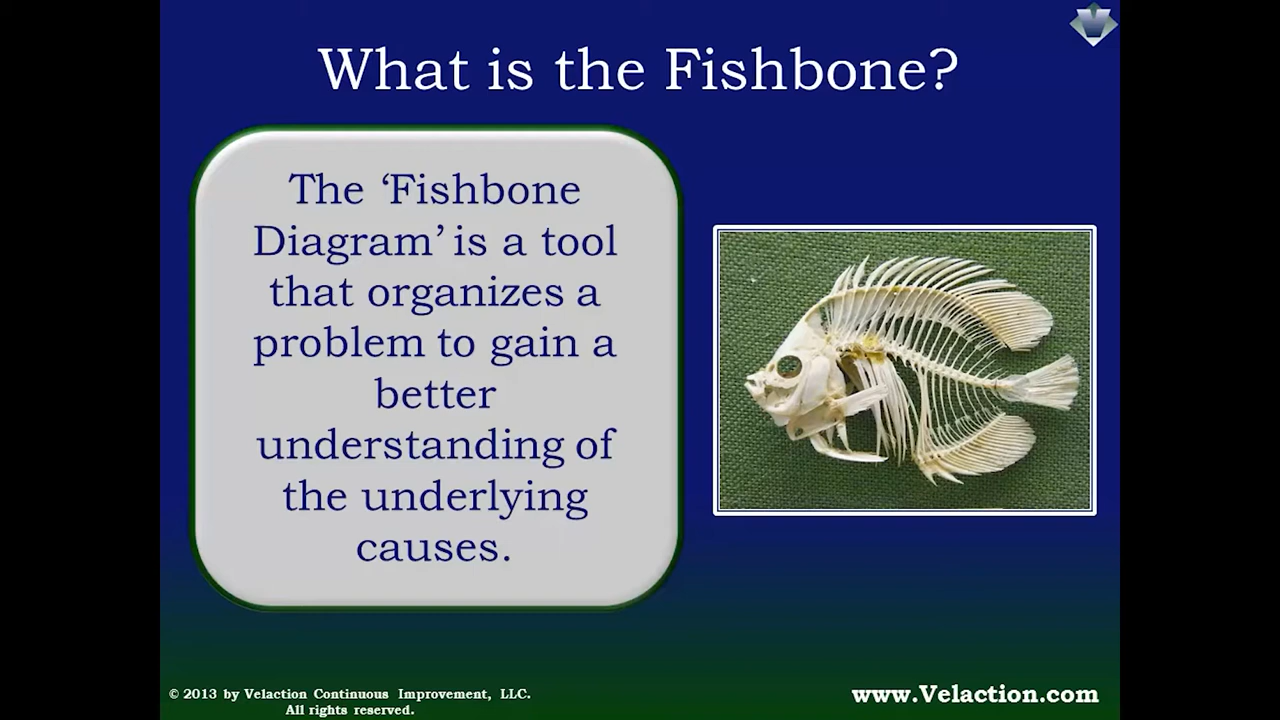 What is the Fishbone?
The ‘Fishbone
Diagram’ is a tool
that organizes a
problem to gain a
better
understanding of
the underlying
causes.
© 2013 by Velaction Continuous Improvement, LLC.
All rights reserved.
www.Velaction.com